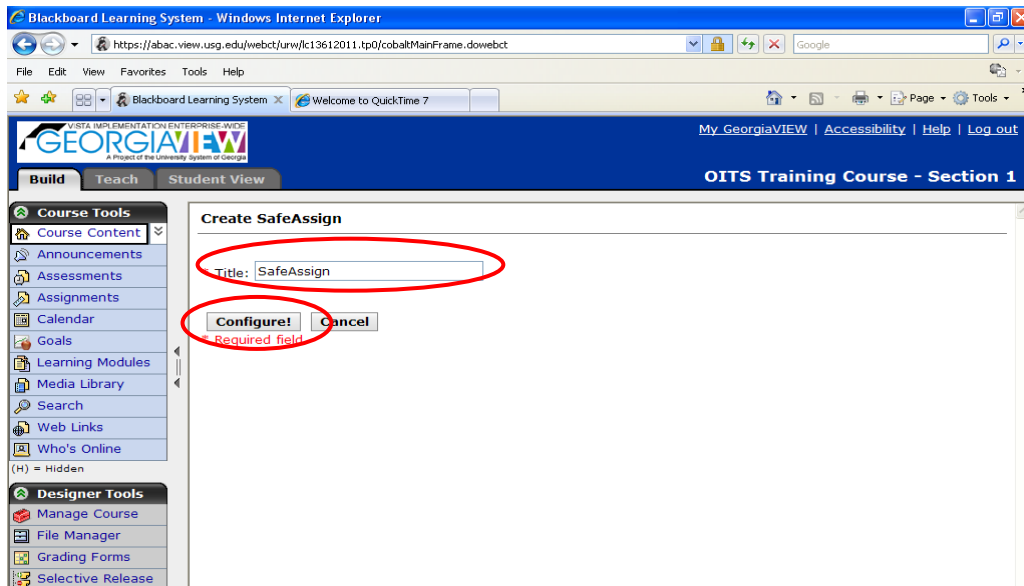 Blackboard Learning System - Windows Internet Explorer
https://abac.view.usg.edu/webct/urw/lc13612011.tp0/cobaltMainFrame.dowebct
Google
File Edit View Favorites Tools Help
Blackboard Learning System
Welcome to QuickTime 7
Page
Tools
VISTA IMPLEMENTATION ENTERPRISE-WIDE
GEORGIAVIEW
A Project of the University System of Georgia
My GeorgiaVIEW | Accessibility | Help | Log out
Build Teach Student View
OITS Training Course - Section 1
Course Tools
Course Content
Announcements
Assessments
Assignments
Calendar
Goals
Learning Modules
Media Library
Search
Web Links
Who's Online
(H) = Hidden
Designer Tools
Manage Course
File Manager
Grading Forms
Selective Release
Create SafeAssign
* Title: SafeAssign
Configure! Cancel
* Required field